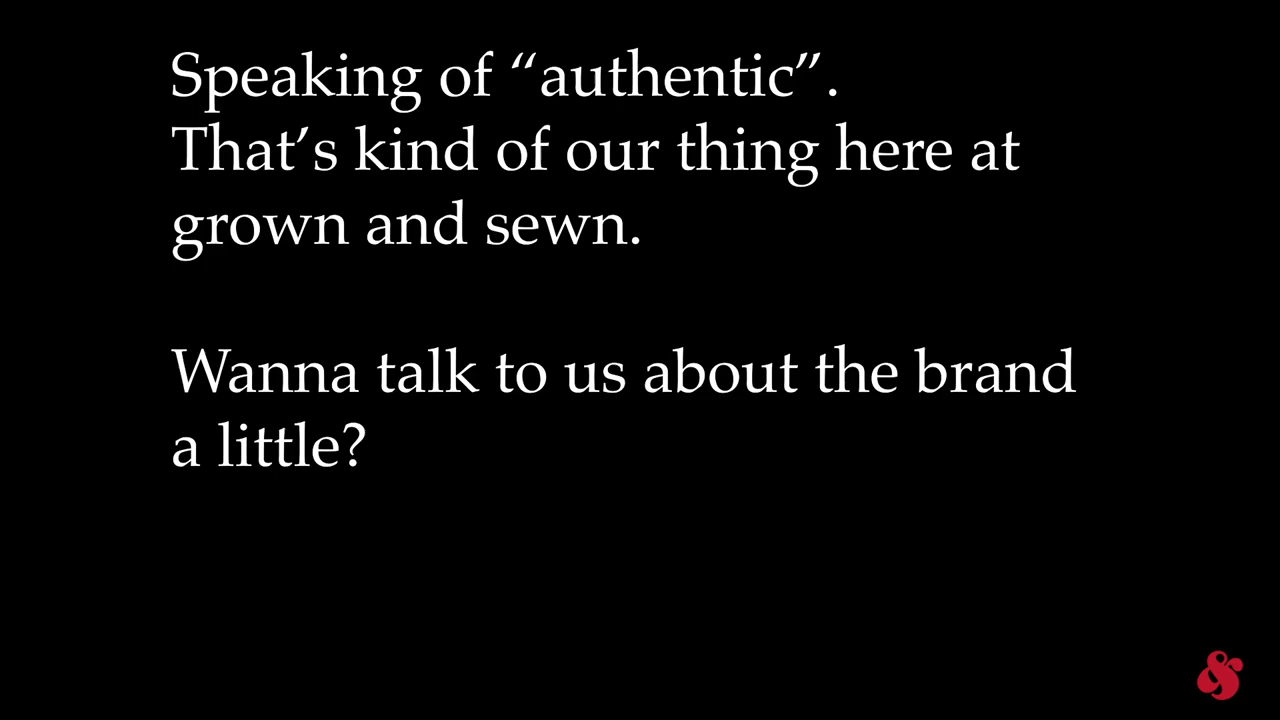 Speaking of “authentic”.
That’s kind of our thing here at
grown and sewn.
Wanna talk to us about the brand
a little?
&